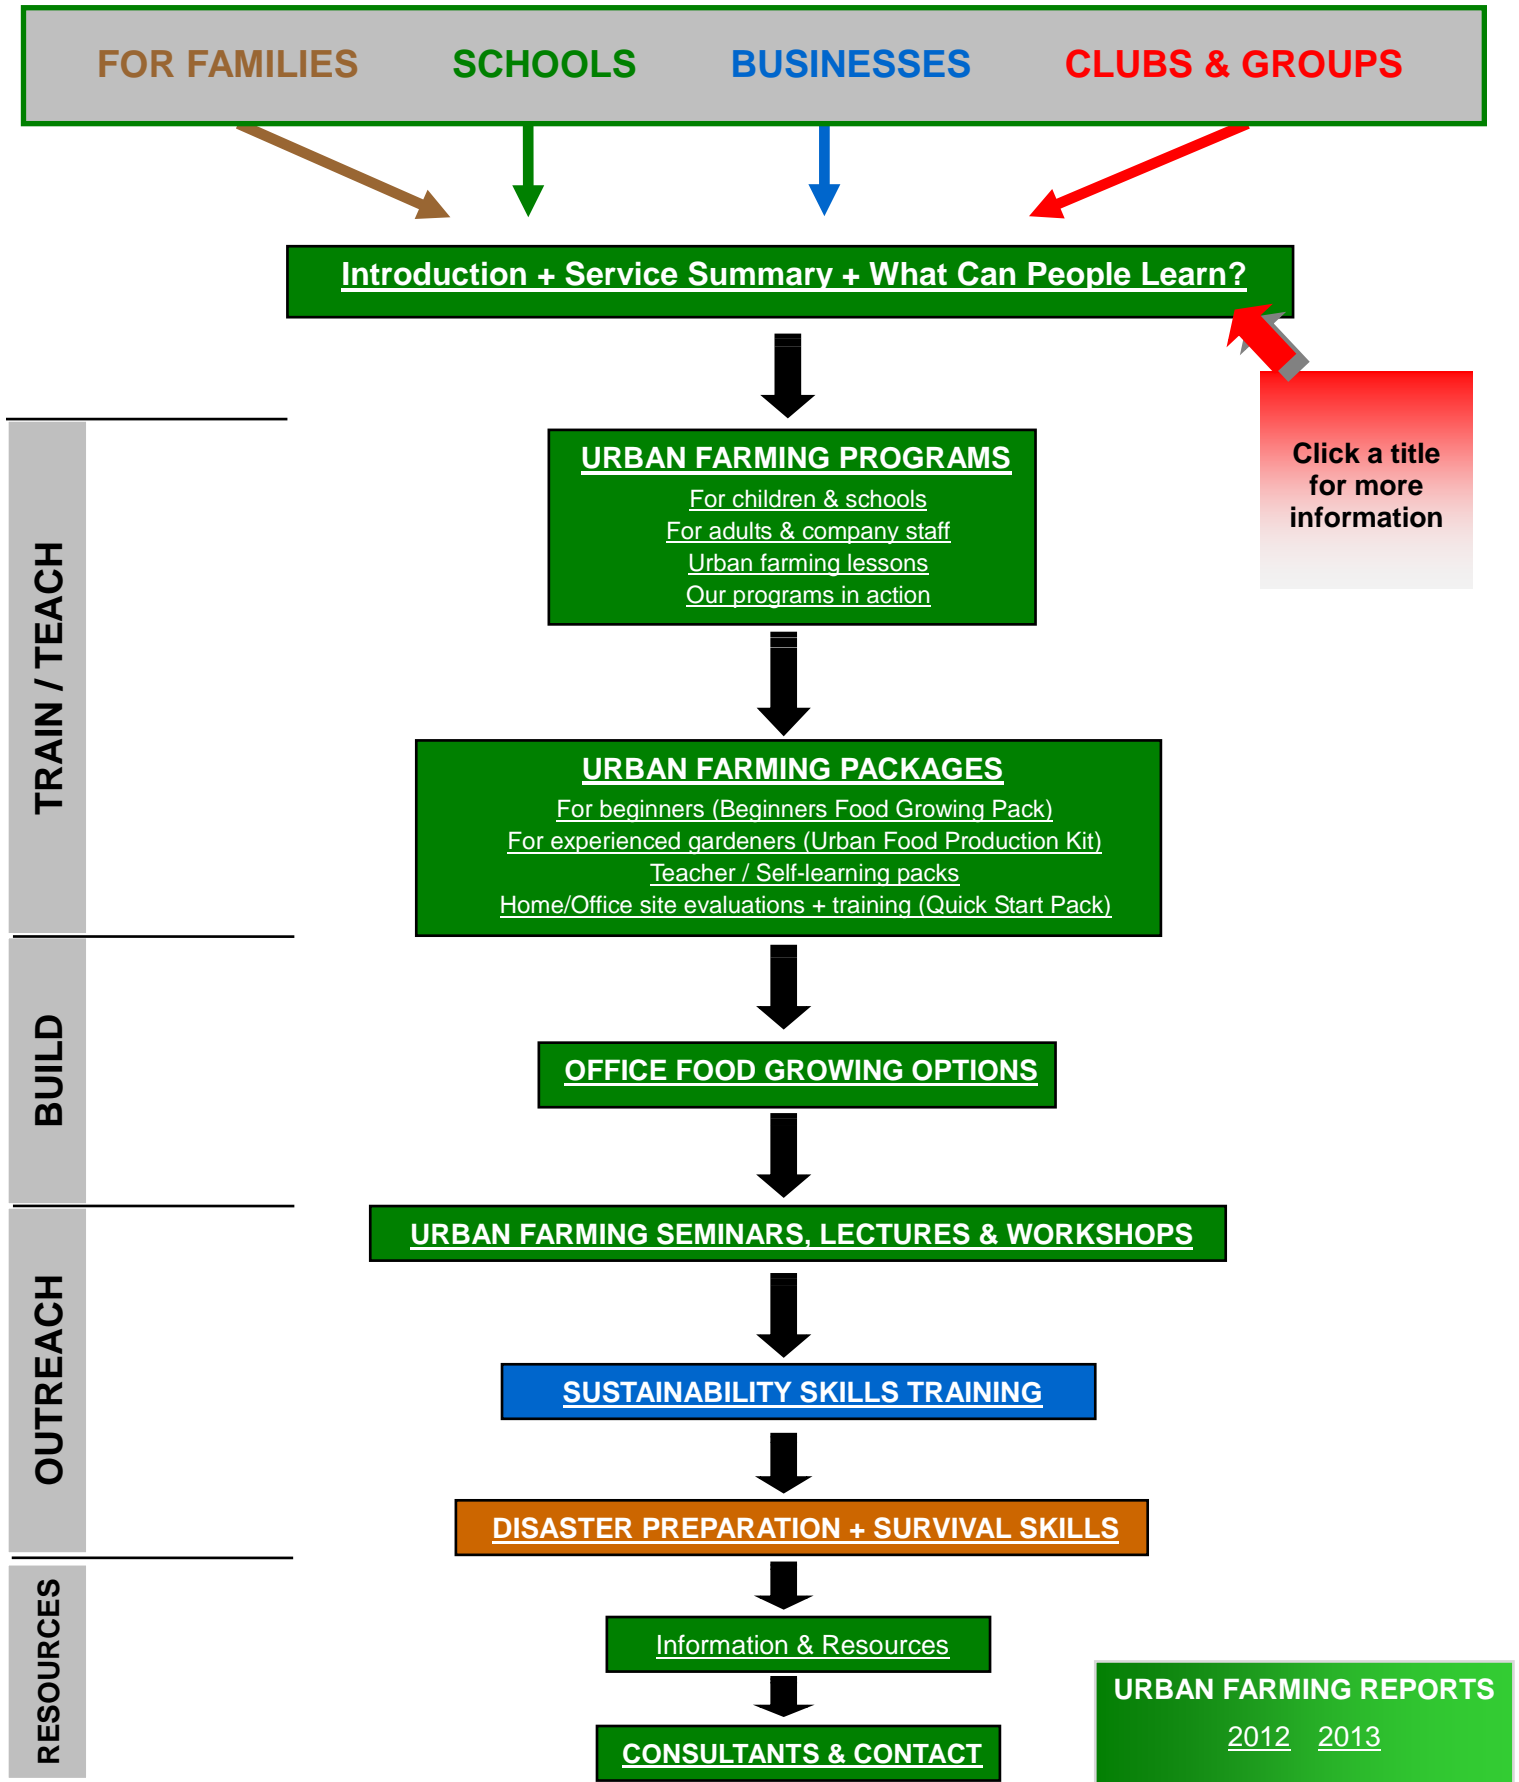 FOR FAMILIES SCHOOLS BUSINESSES CLUBS & GROUPS
Introduction + Service Summary + What Can People Learn?
Click a title
for more
information
TRAIN / TEACH
URBAN FARMING PROGRAMS
For children & schools
For adults & company staff
Urban farming lessons
Our programs in action
URBAN FARMING PACKAGES
For beginners (Beginners Food Growing Pack)
For experienced gardeners (Urban Food Production Kit)
Teacher / Self-learning packs
Home/Office site evaluations + training (Quick Start Pack)
BUILD
OFFICE FOOD GROWING OPTIONS
OUTREACH
URBAN FARMING SEMINARS, LECTURES & WORKSHOPS
SUSTAINABILITY SKILLS TRAINING
DISASTER PREPARATION + SURVIVAL SKILLS
RESOURCES
Information & Resources
CONSULTANTS & CONTACT
URBAN FARMING REPORTS
2012 2013